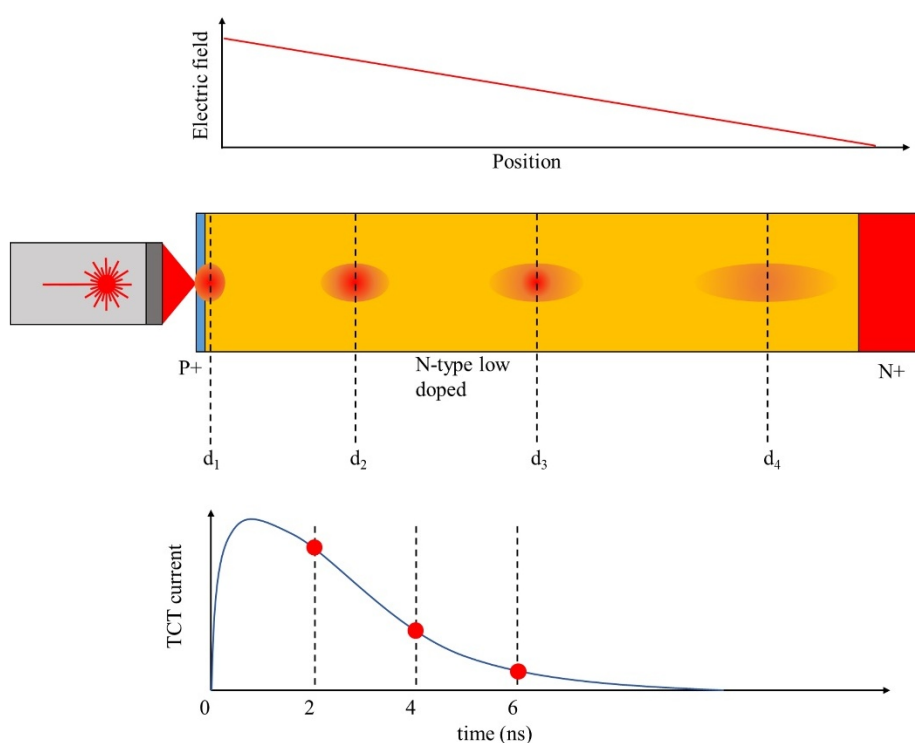 Electric field
Position
P+
N-type low
doped
N+
d₁
d₂
d₃
d₄
TCT current
0
2
4
6
time (ns)